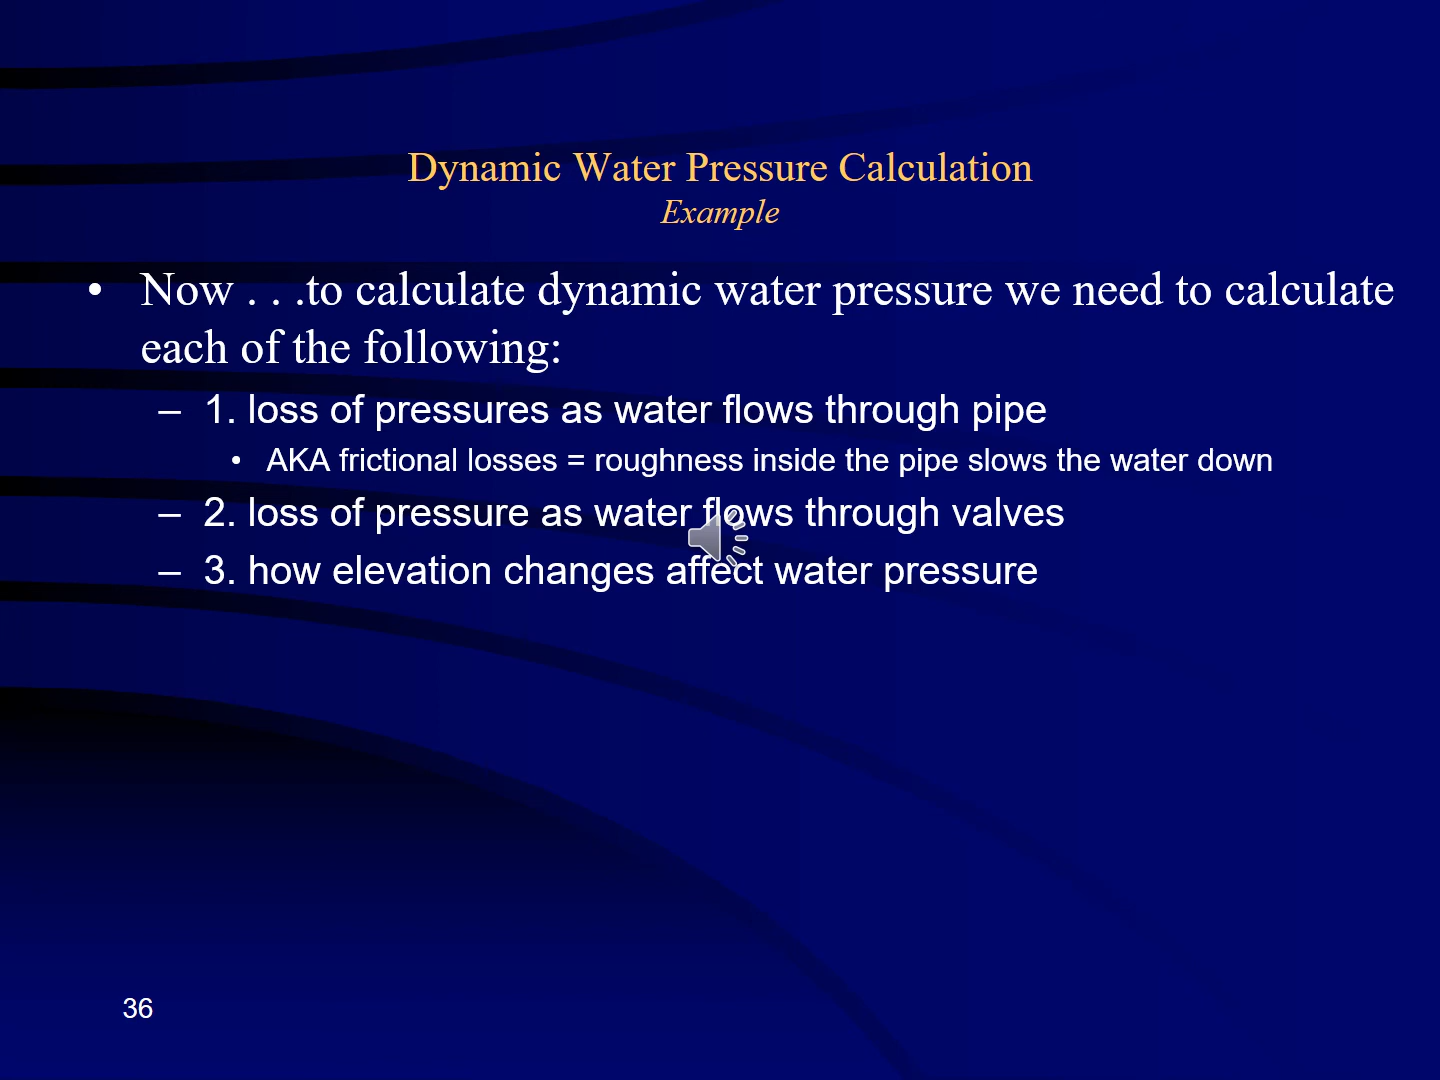 Dynamic Water Pressure Calculation
Example
• Now . . .to calculate dynamic water pressure we need to calculate
each of the following:
– 1. loss of pressures as water flows through pipe
• AKA frictional losses = roughness inside the pipe slows the water down
– 2. loss of pressure as water flows through valves
– 3. how elevation changes affect water pressure
36